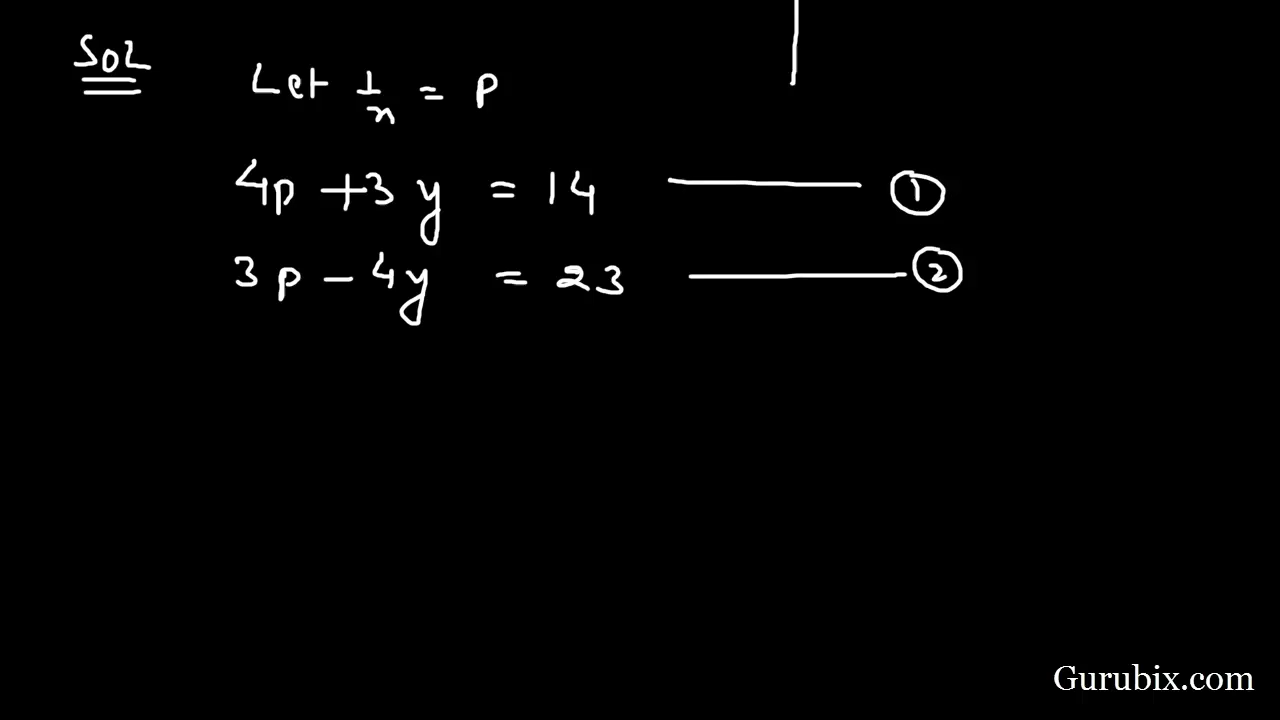 SOL
Let 1/x = P
4p + 3y = 14 ——— ①
3p − 4y = 23 ——— ②
Gurubix.com